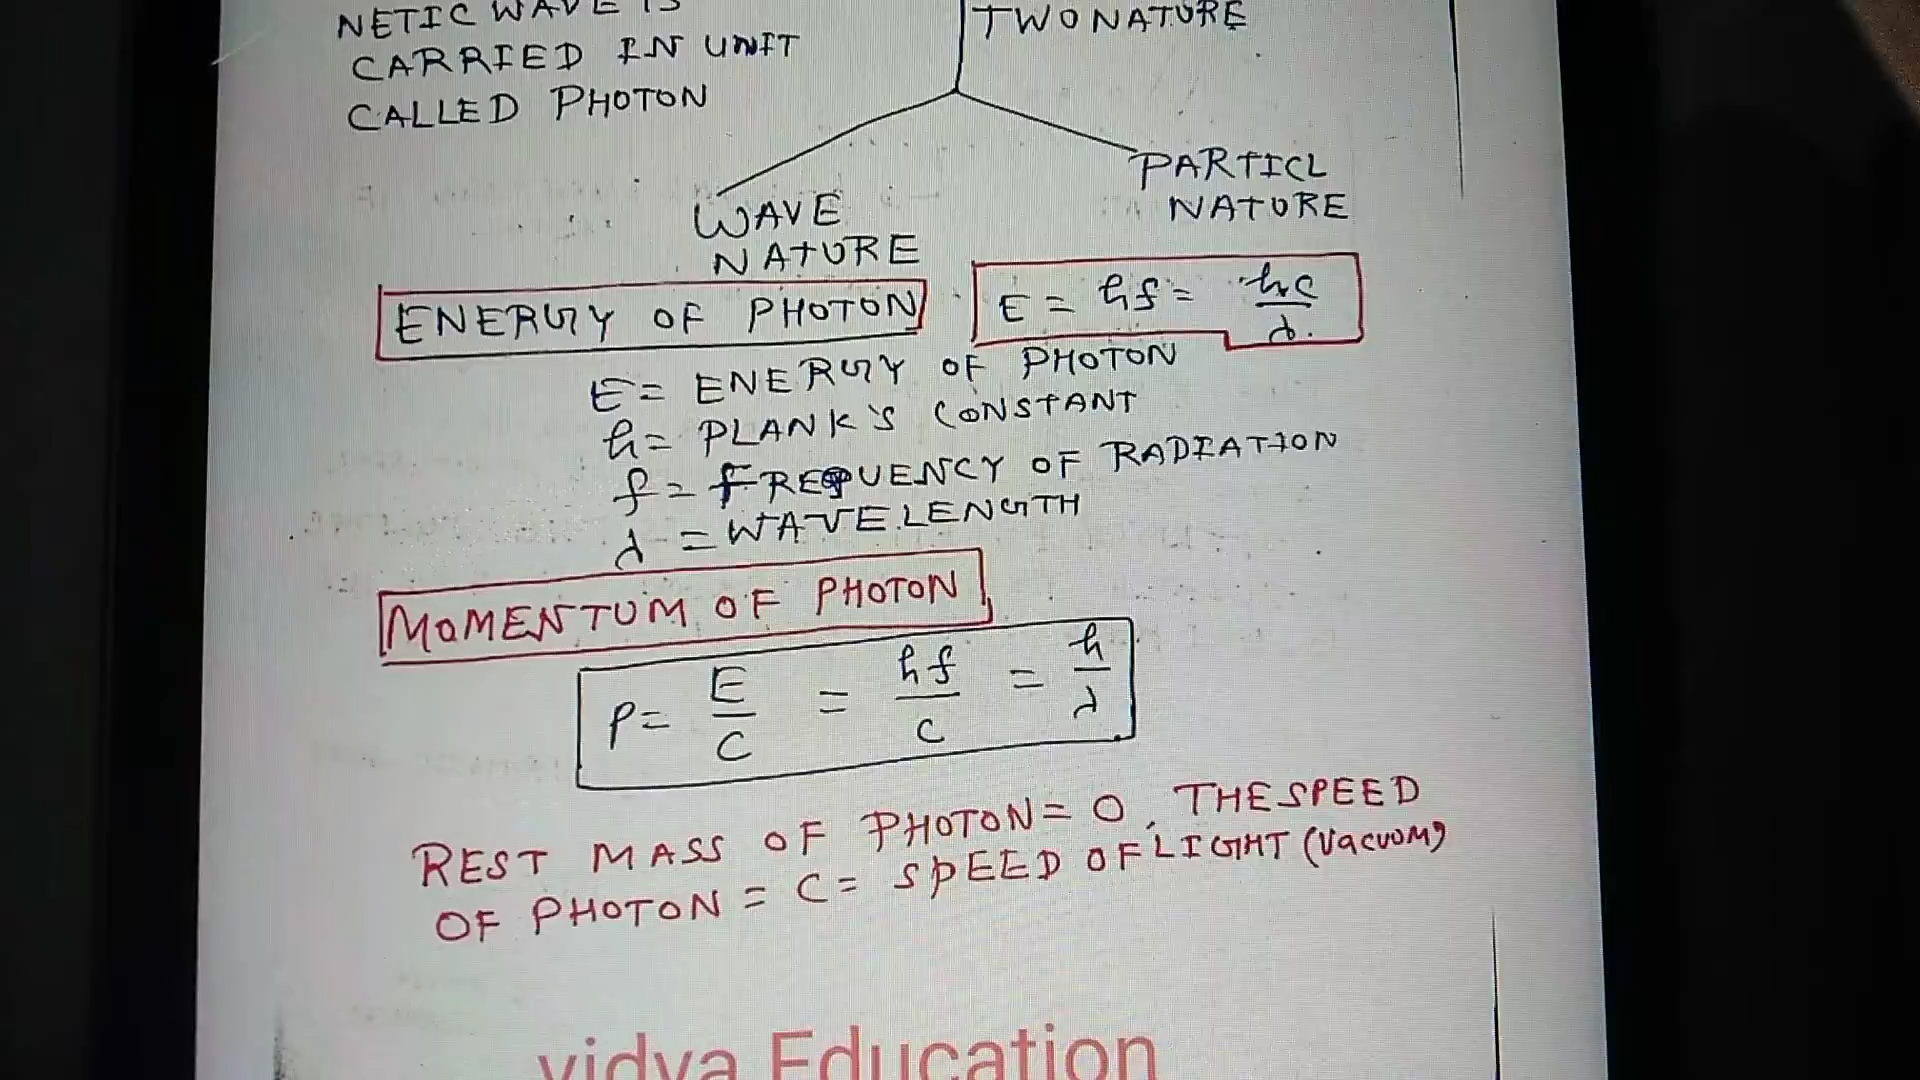 NETIC WAVE IS
CARRIED IN UNIT
CALLED PHOTON
TWO NATURE
WAVE
NATURE
PARTICL
NATURE
ENERGY OF PHOTON
E = hf = hc/λ
E = ENERGY OF PHOTON
h = PLANK'S CONSTANT
f = FREQUENCY OF RADIATION
λ = WAVELENGTH
MOMENTUM OF PHOTON
P = E/C = hf/C = h/λ
REST MASS OF PHOTON = 0, THE SPEED
OF PHOTON = C = SPEED OF LIGHT (VACUUM)
vidya Education